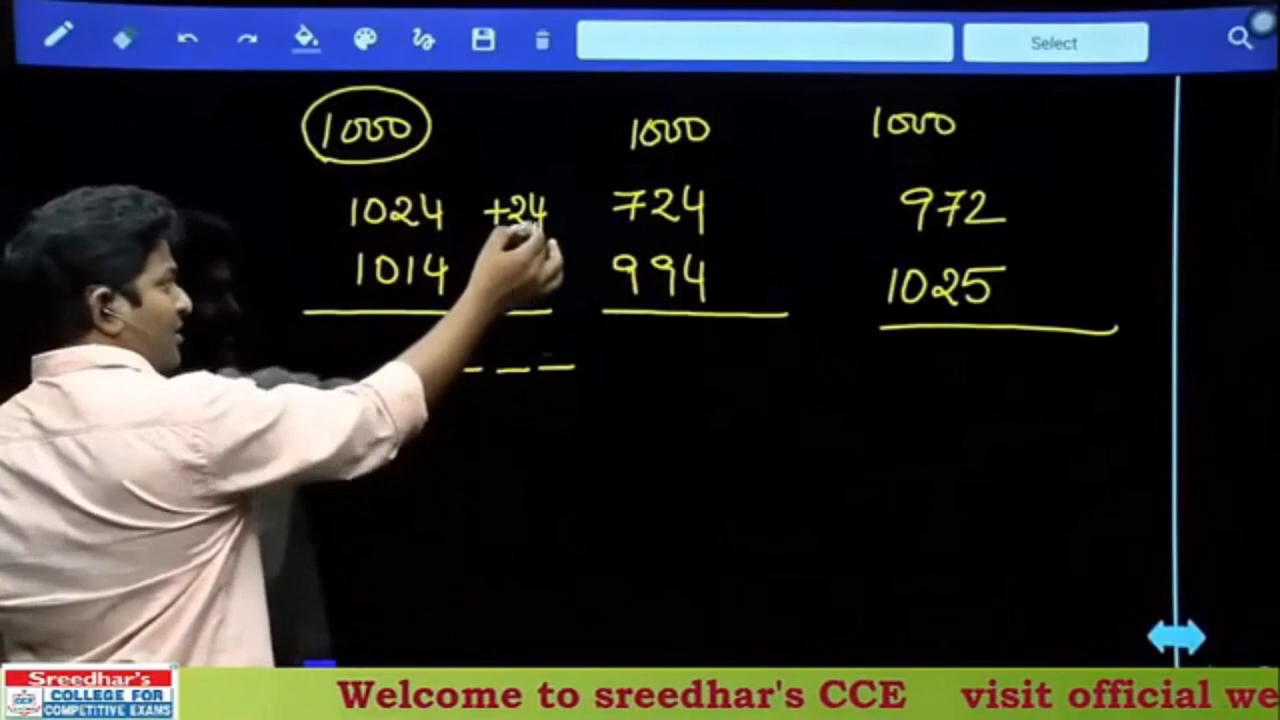 Select
1000 1000 1000
1024 +24 724 972
1014 994 1025
Sreedhar's
COLLEGE FOR
COMPETITIVE EXAMS
Welcome to sreedhar's CCE visit official we